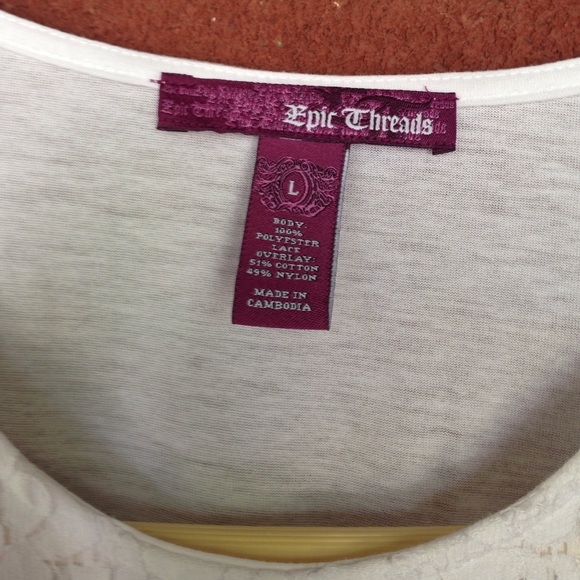 Epic Threads
L
BODY:
100%
POLYESTER
LACE
OVERLAY:
51% COTTON
49% NYLON
MADE IN
CAMBODIA